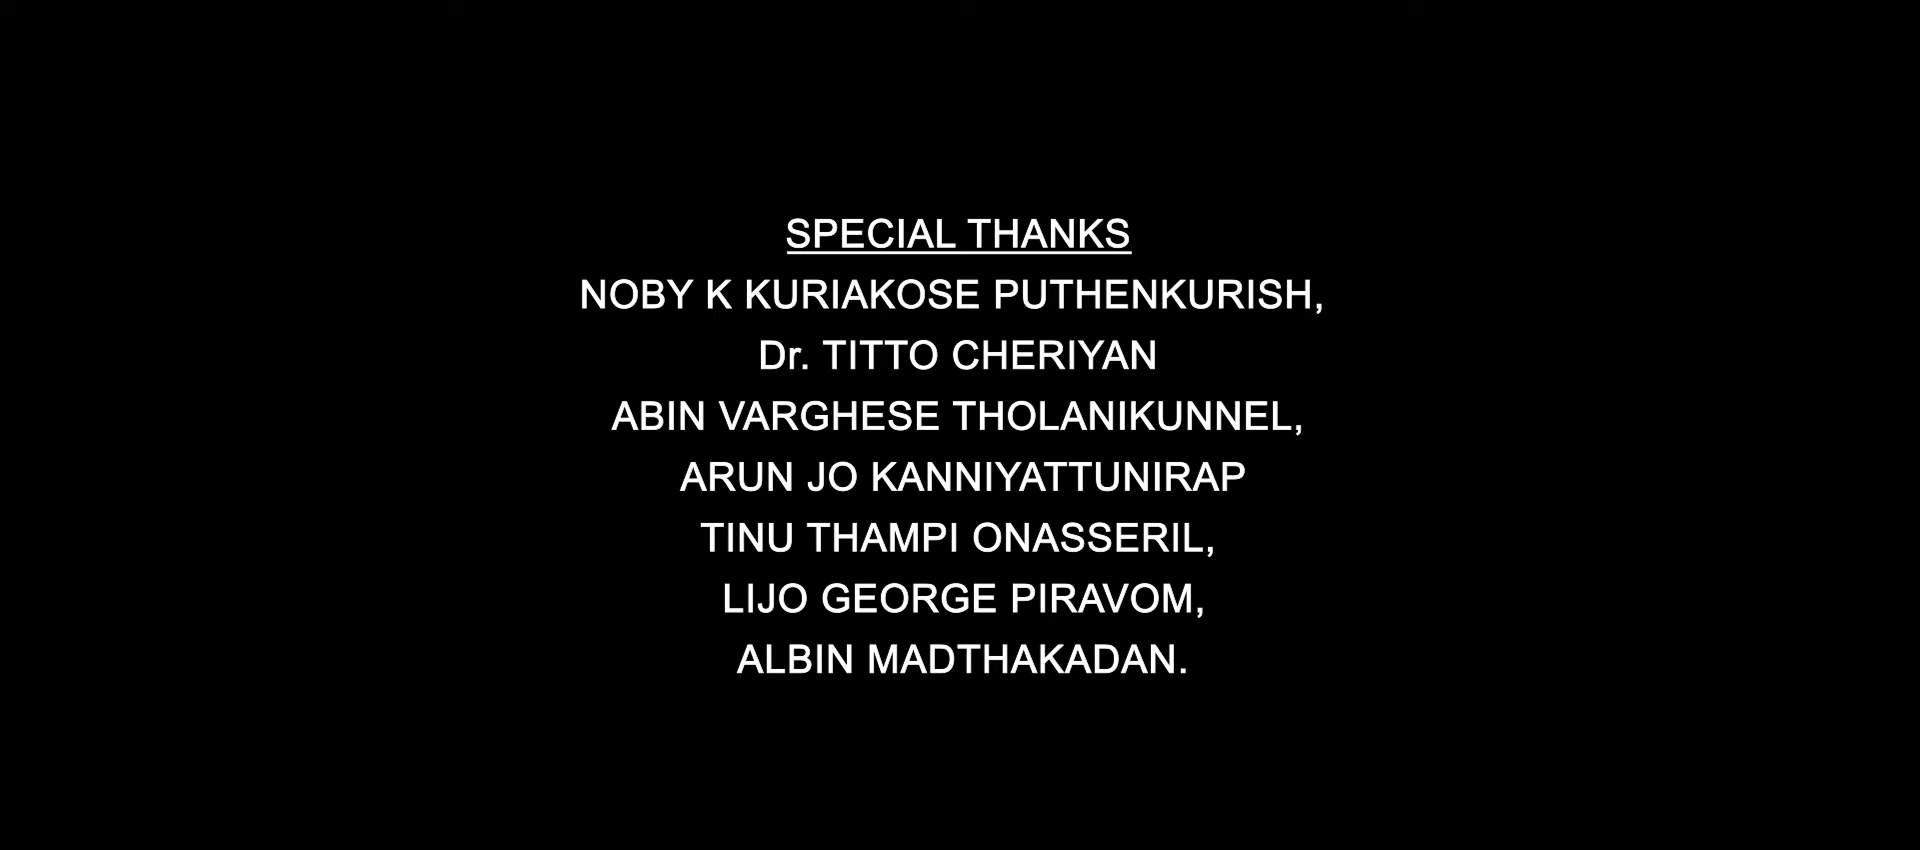 SPECIAL THANKS
NOBY K KURIAKOSE PUTHENKURISH,
Dr. TITTO CHERIYAN
ABIN VARGHESE THOLANIKUNNEL,
ARUN JO KANNIYATTUNIRAP
TINU THAMPI ONASSERIL,
LIJO GEORGE PIRAVOM,
ALBIN MADTHAKADAN.